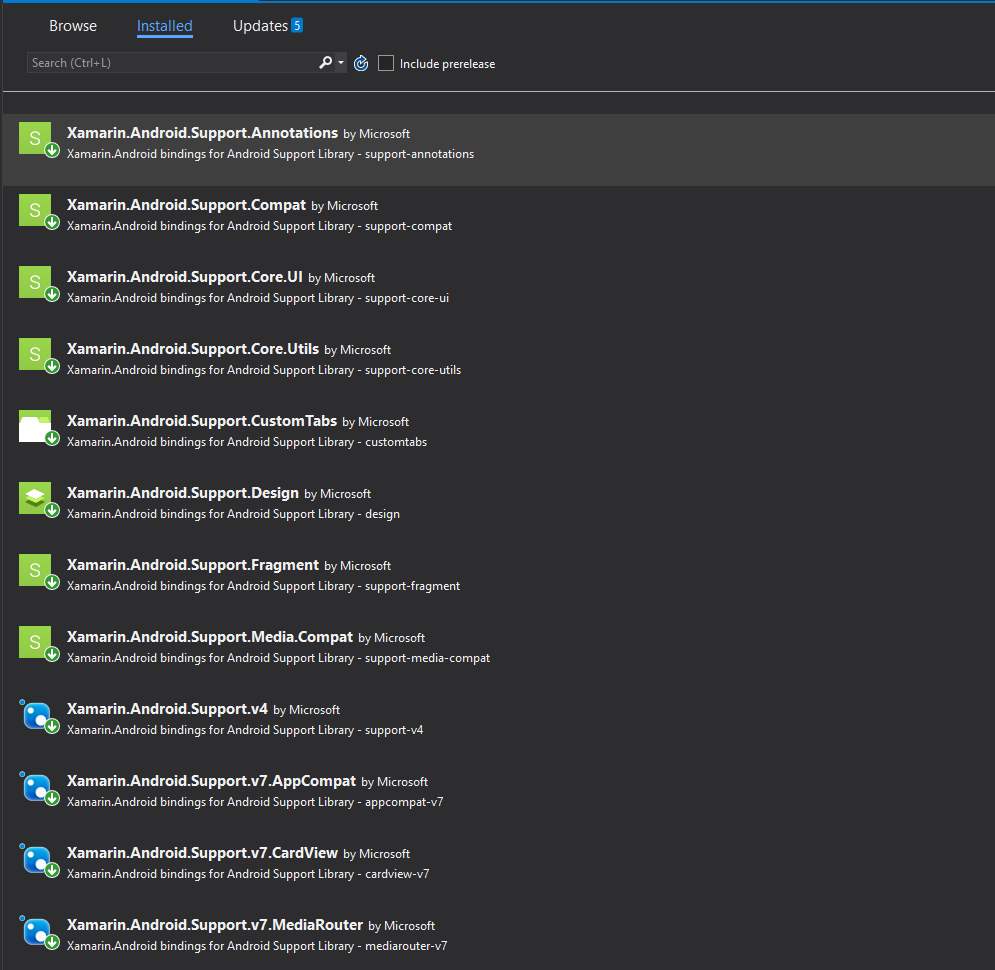 Browse Installed Updates 5
Search (Ctrl+L) Include prerelease
S Xamarin.Android.Support.Annotations by Microsoft
Xamarin.Android bindings for Android Support Library - support-annotations
S Xamarin.Android.Support.Compat by Microsoft
Xamarin.Android bindings for Android Support Library - support-compat
S Xamarin.Android.Support.Core.UI by Microsoft
Xamarin.Android bindings for Android Support Library - support-core-ui
S Xamarin.Android.Support.Core.Utils by Microsoft
Xamarin.Android bindings for Android Support Library - support-core-utils
Xamarin.Android.Support.CustomTabs by Microsoft
Xamarin.Android bindings for Android Support Library - customtabs
Xamarin.Android.Support.Design by Microsoft
Xamarin.Android bindings for Android Support Library - design
S Xamarin.Android.Support.Fragment by Microsoft
Xamarin.Android bindings for Android Support Library - support-fragment
S Xamarin.Android.Support.Media.Compat by Microsoft
Xamarin.Android bindings for Android Support Library - support-media-compat
Xamarin.Android.Support.v4 by Microsoft
Xamarin.Android bindings for Android Support Library - support-v4
Xamarin.Android.Support.v7.AppCompat by Microsoft
Xamarin.Android bindings for Android Support Library - appcompat-v7
Xamarin.Android.Support.v7.CardView by Microsoft
Xamarin.Android bindings for Android Support Library - cardview-v7
Xamarin.Android.Support.v7.MediaRouter by Microsoft
Xamarin.Android bindings for Android Support Library - mediarouter-v7